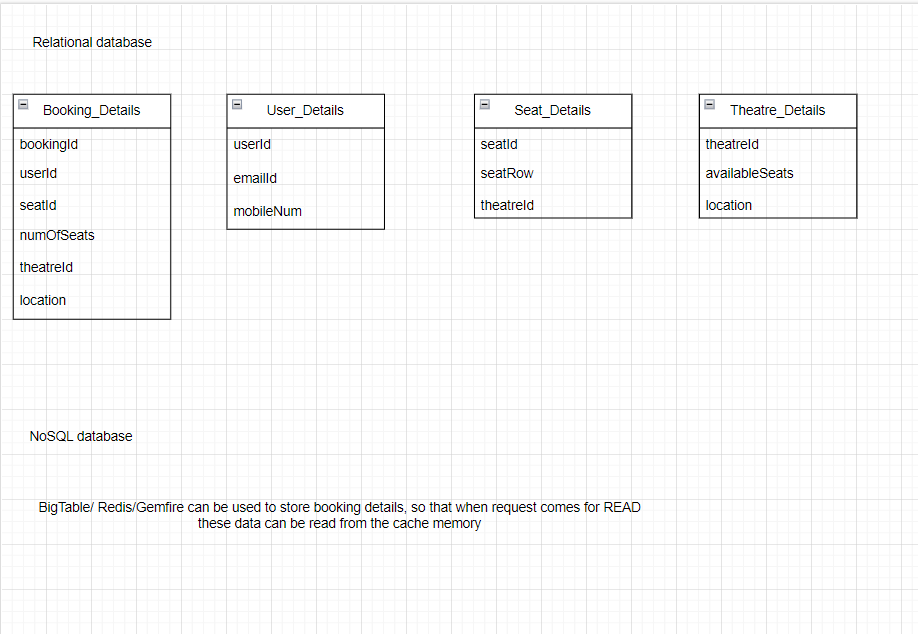 Relational database
Booking_Details
bookingId
userId
seatId
numOfSeats
theatreId
location
User_Details
userId
emailId
mobileNum
Seat_Details
seatId
seatRow
theatreId
Theatre_Details
theatreId
availableSeats
location
NoSQL database
BigTable/ Redis/Gemfire can be used to store booking details, so that when request comes for READ
these data can be read from the cache memory